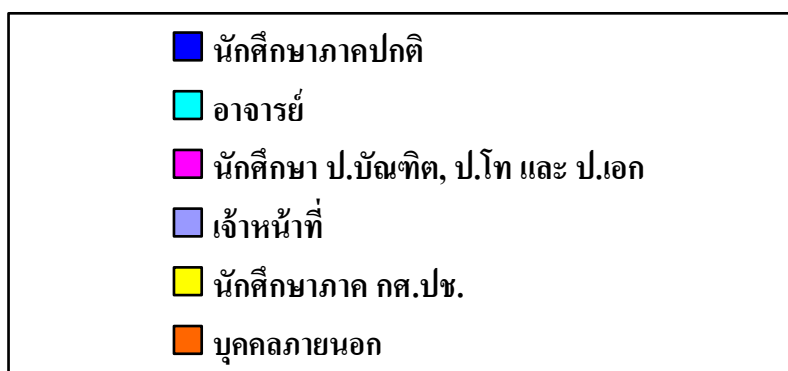 นักศึกษาภาคปกติ
อาจารย์
นักศึกษา ป.บัณฑิต, ป.โท และ ป.เอก
เจ้าหน้าที่
นักศึกษาภาค กศ.ปช.
บุคคลภายนอก